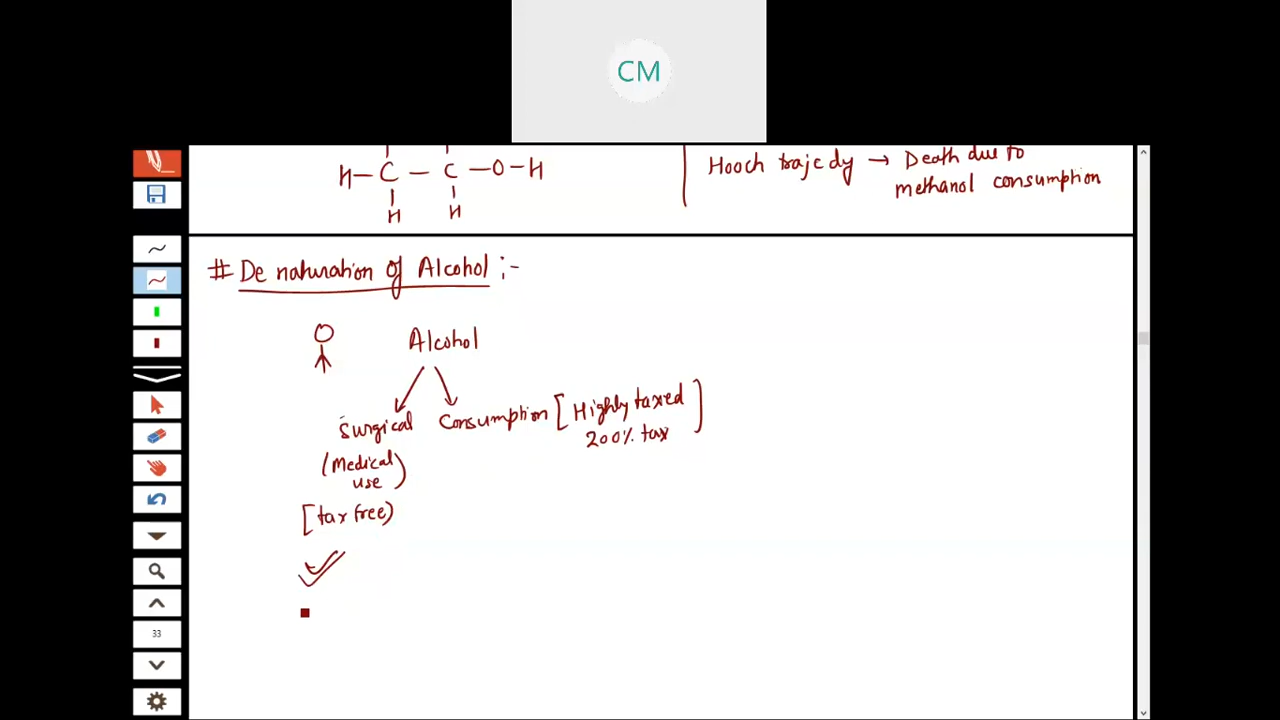 CM
H-C-C-O-H
H H
Hooch trajedy → Death due to
methanol consumption
# De naturation of Alcohol :-
Alcohol
Surgical Consumption [Highly taxed
200% tax]
(Medical
use)
[tax free)
33